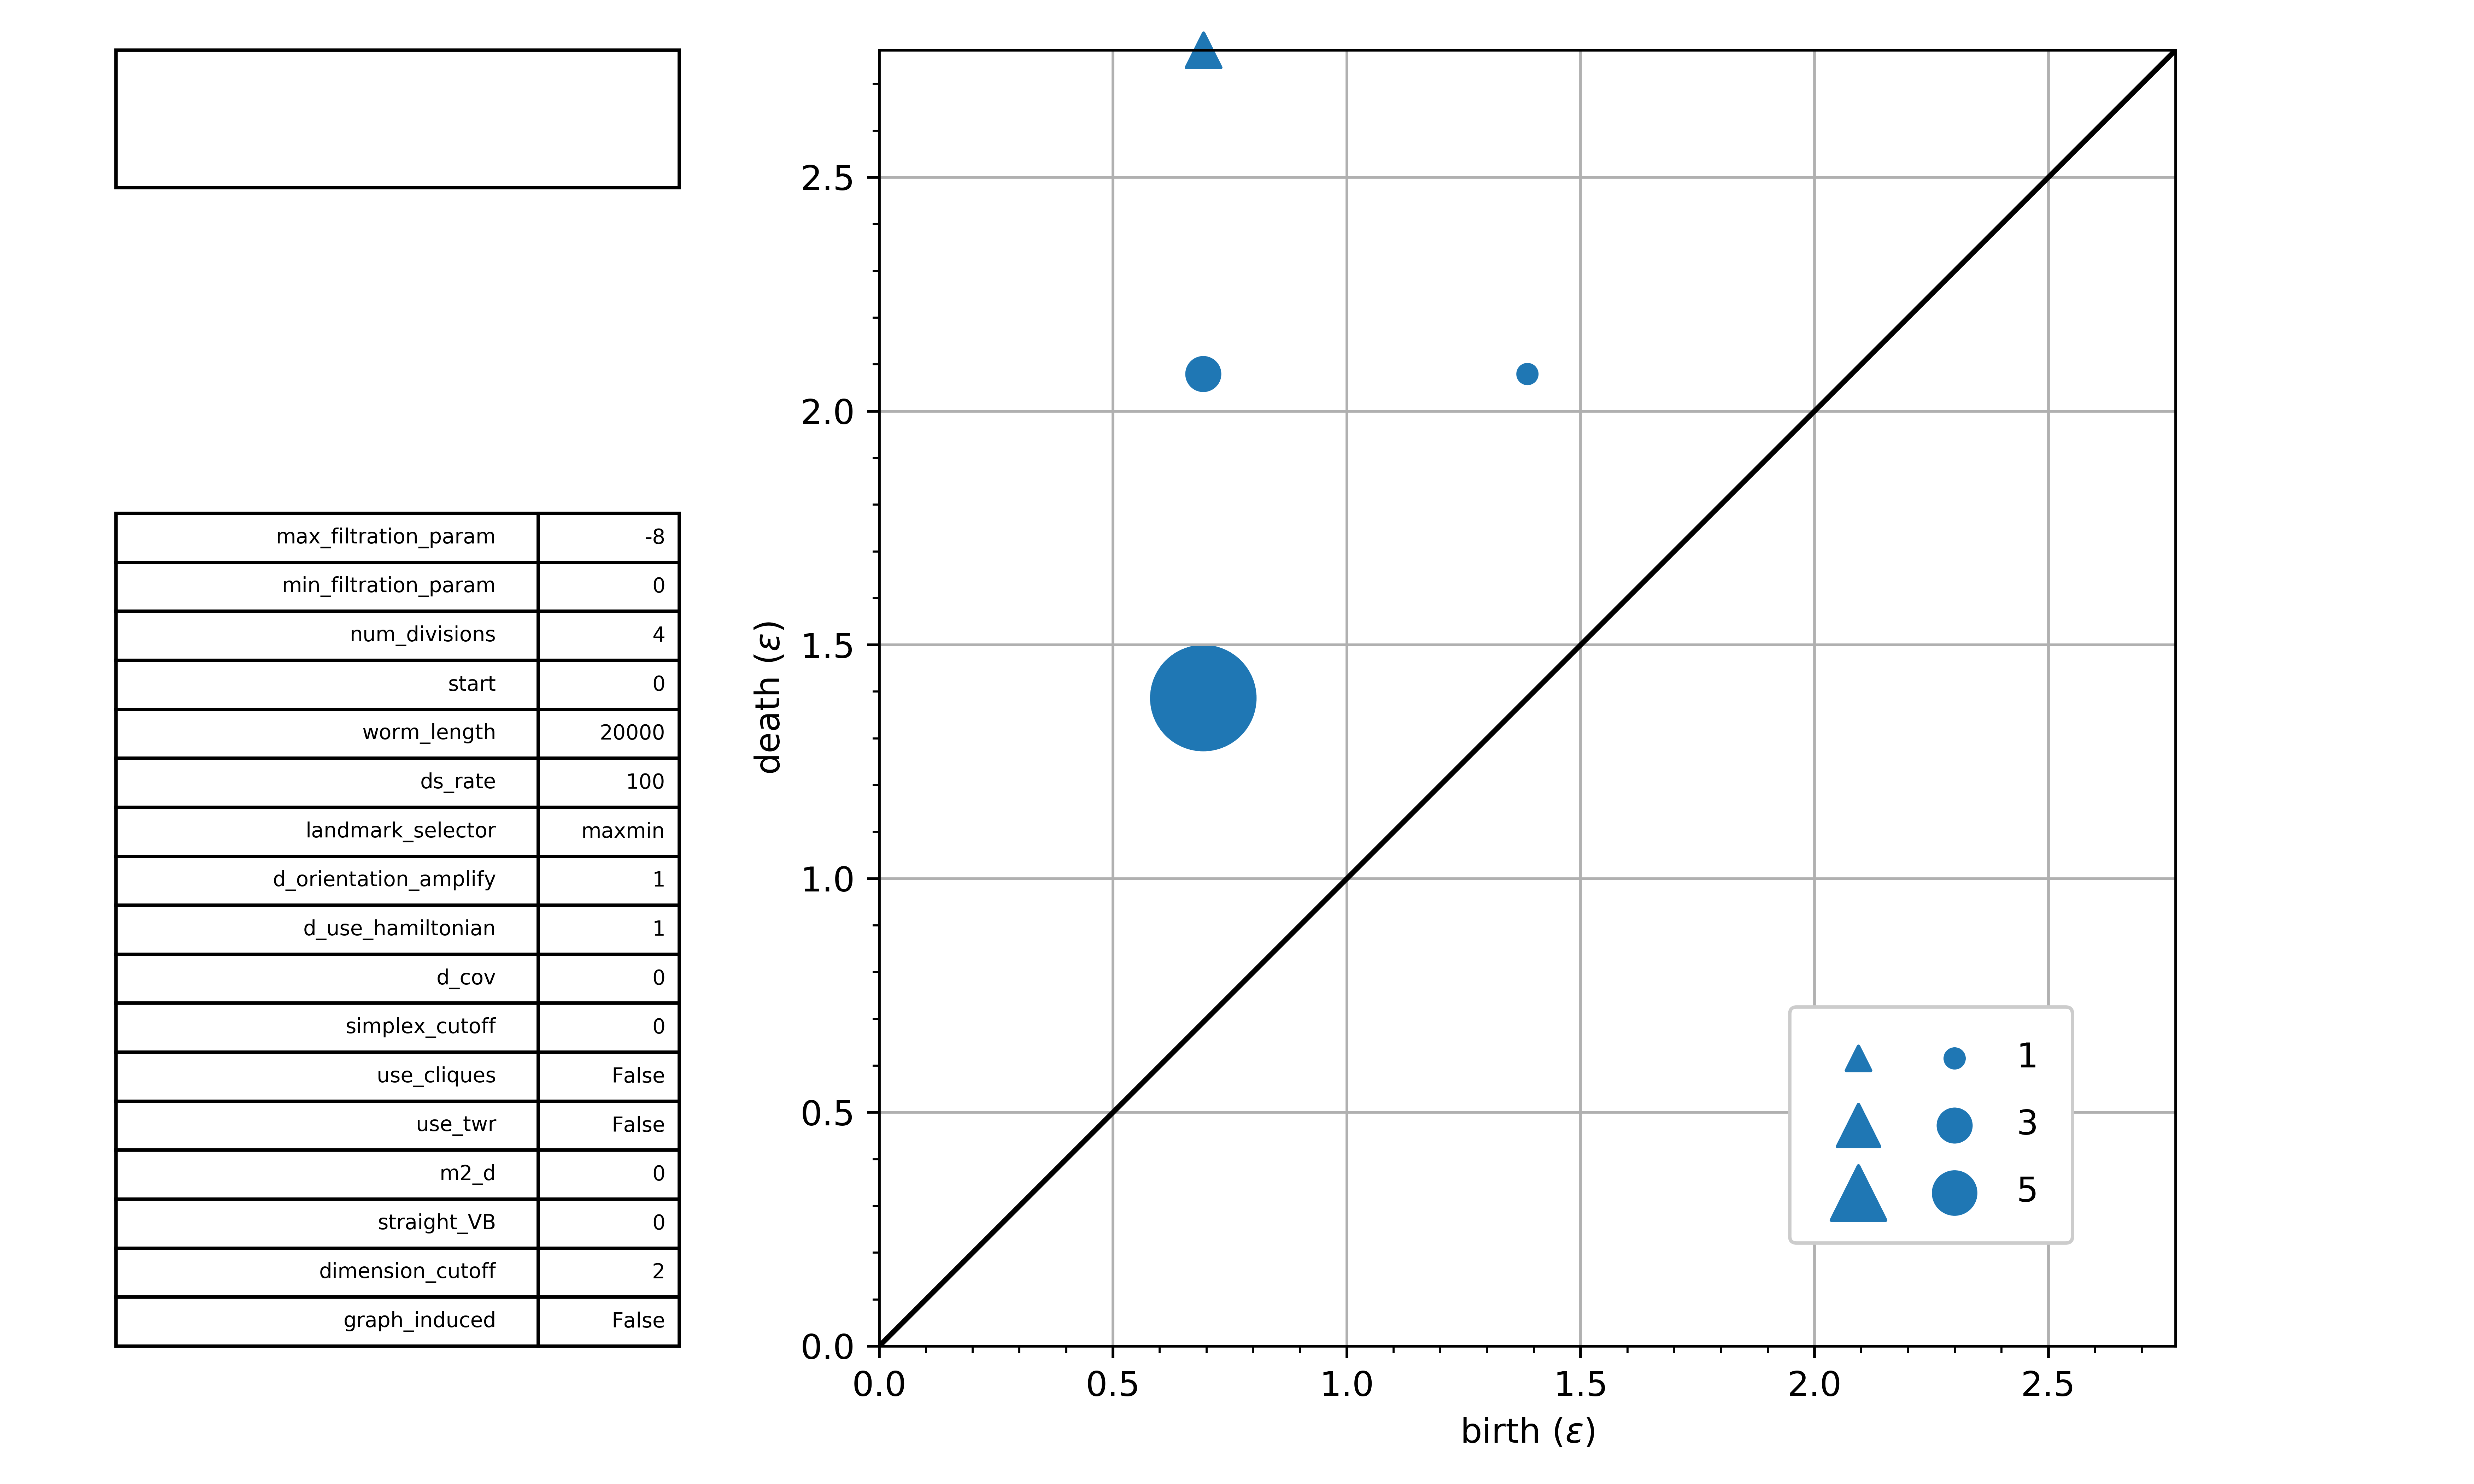 max_filtration_param -8
min_filtration_param 0
num_divisions 4
start 0
worm_length 20000
ds_rate 100
landmark_selector maxmin
d_orientation_amplify 1
d_use_hamiltonian 1
d_cov 0
simplex_cutoff 0
use_cliques False
use_twr False
m2_d 0
straight_VB 0
dimension_cutoff 2
graph_induced False
death (ε)
2.5
2.0
1.5
1.0
0.5
0.0
0.0 0.5 1.0 1.5 2.0 2.5
birth (ε)
1
3
5